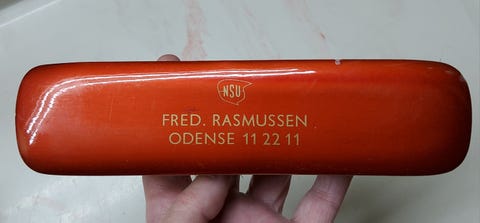 NSU
FRED. RASMUSSEN
ODENSE 11 22 11